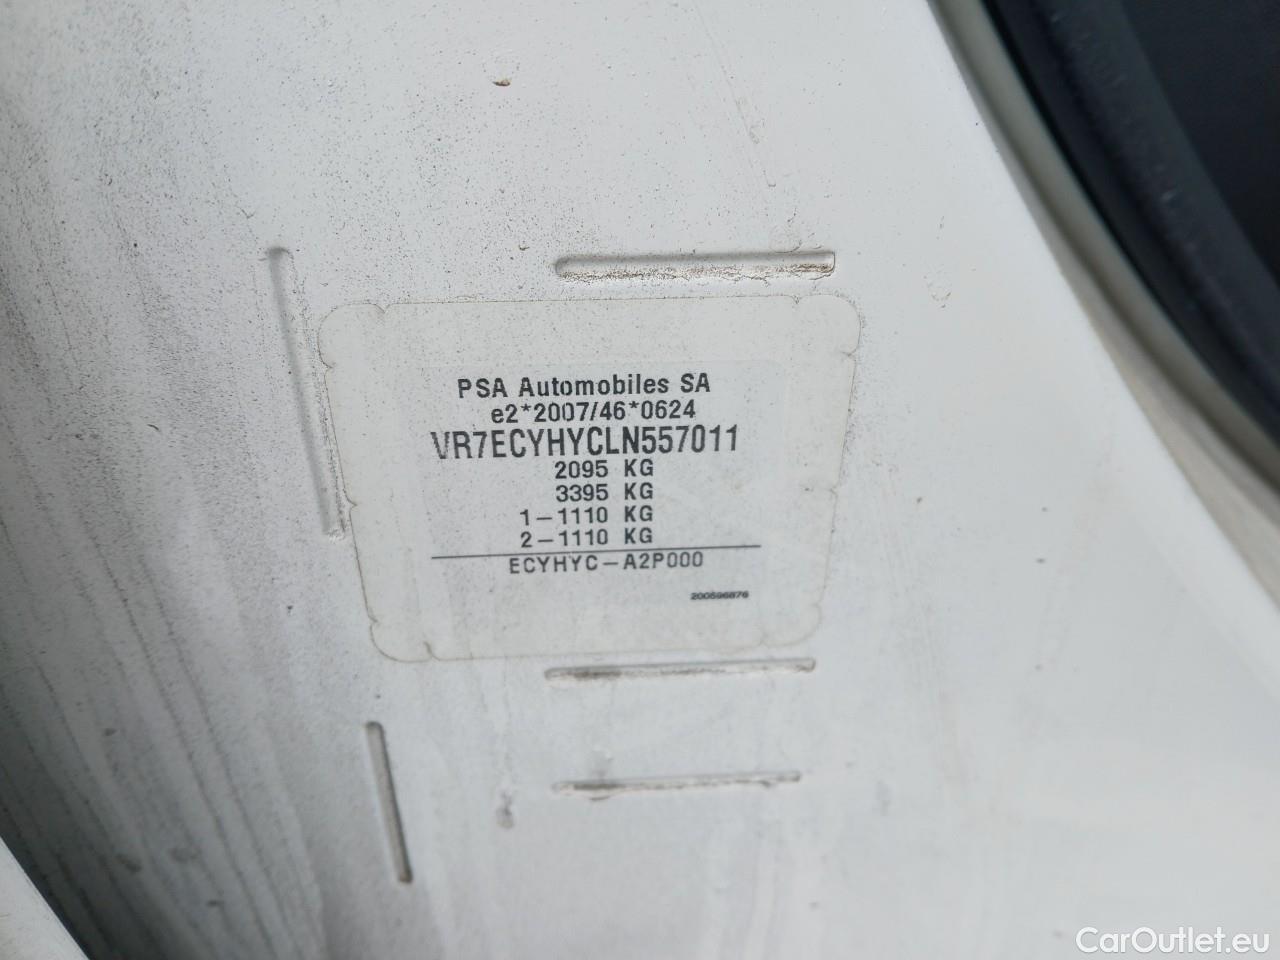 PSA Automobiles SA
e2*2007/46*0624
VR7ECYHYCLN557011
2095 KG
3395 KG
1-1110 KG
2-1110 KG
ECYHYC-A2P000
200596876
CarOutlet.eu